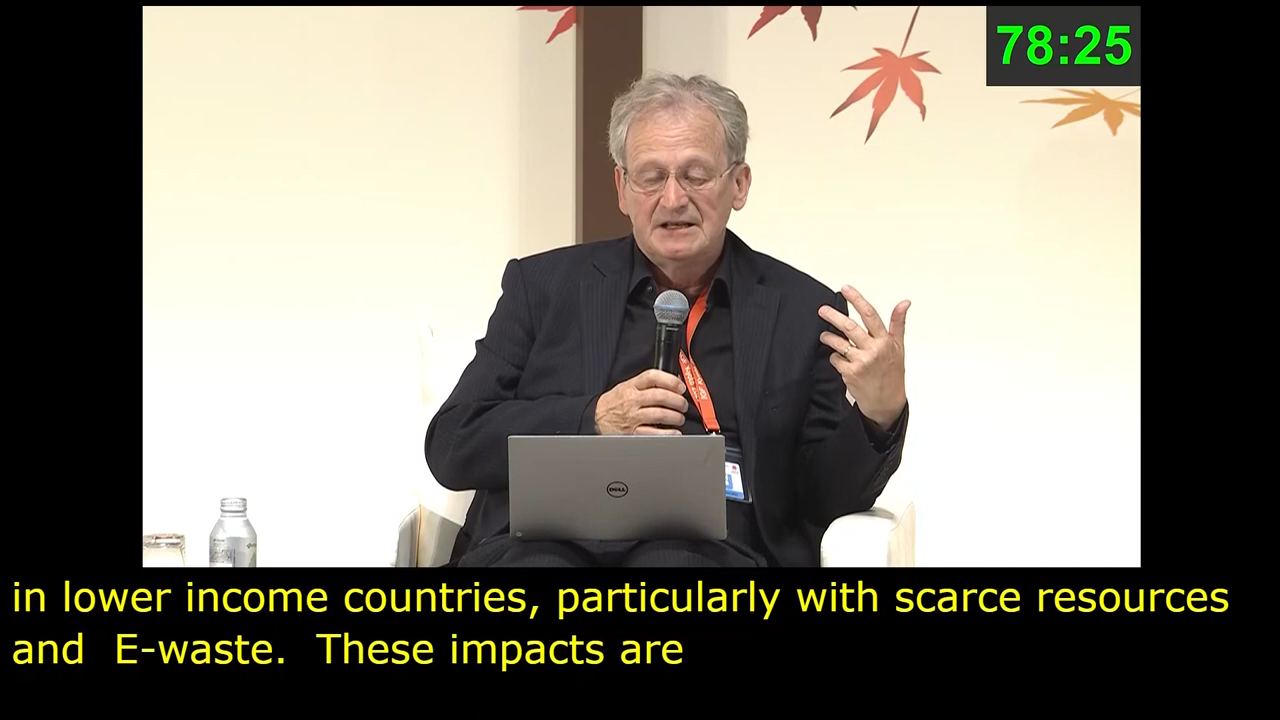 78:25
DELL
in lower income countries, particularly with scarce resources
and  E-waste.  These impacts are